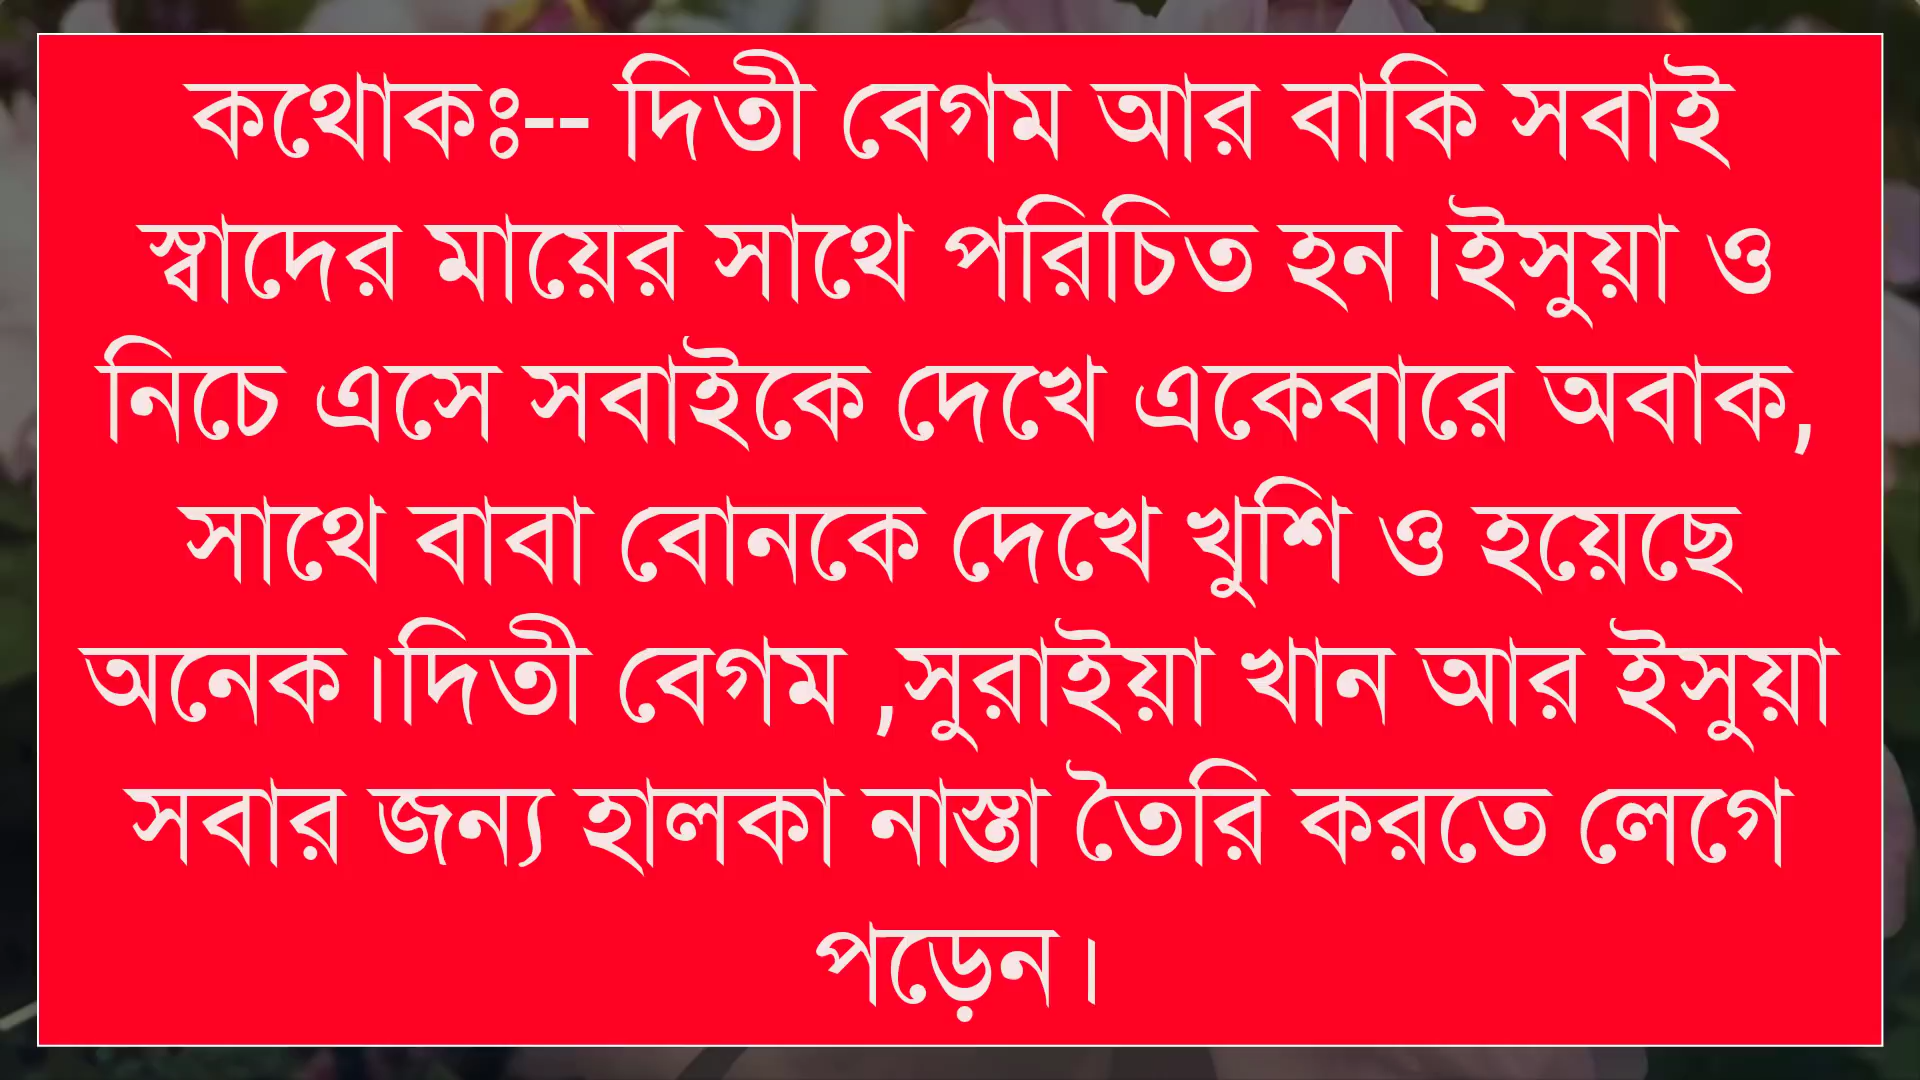 কথোকঃ-- দিতী বেগম আর বাকি সবাই
স্বাদের মায়ের সাথে পরিচিত হন।ইসুয়া ও
নিচে এসে সবাইকে দেখে একেবারে অবাক,
সাথে বাবা বোনকে দেখে খুশি ও হয়েছে
অনেক।দিতী বেগম ,সুরাইয়া খান আর ইসুয়া
সবার জন্য হালকা নাস্তা তৈরি করতে লেগে
পড়েন।